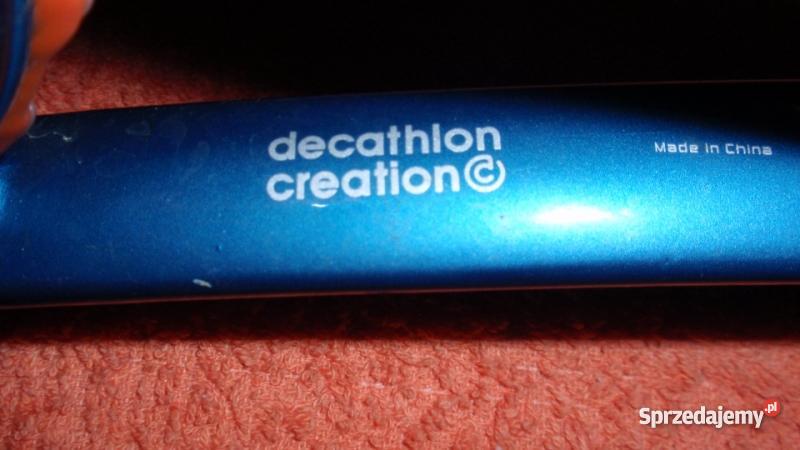 decathlon
creation
Made in China
Sprzedajemy.pl